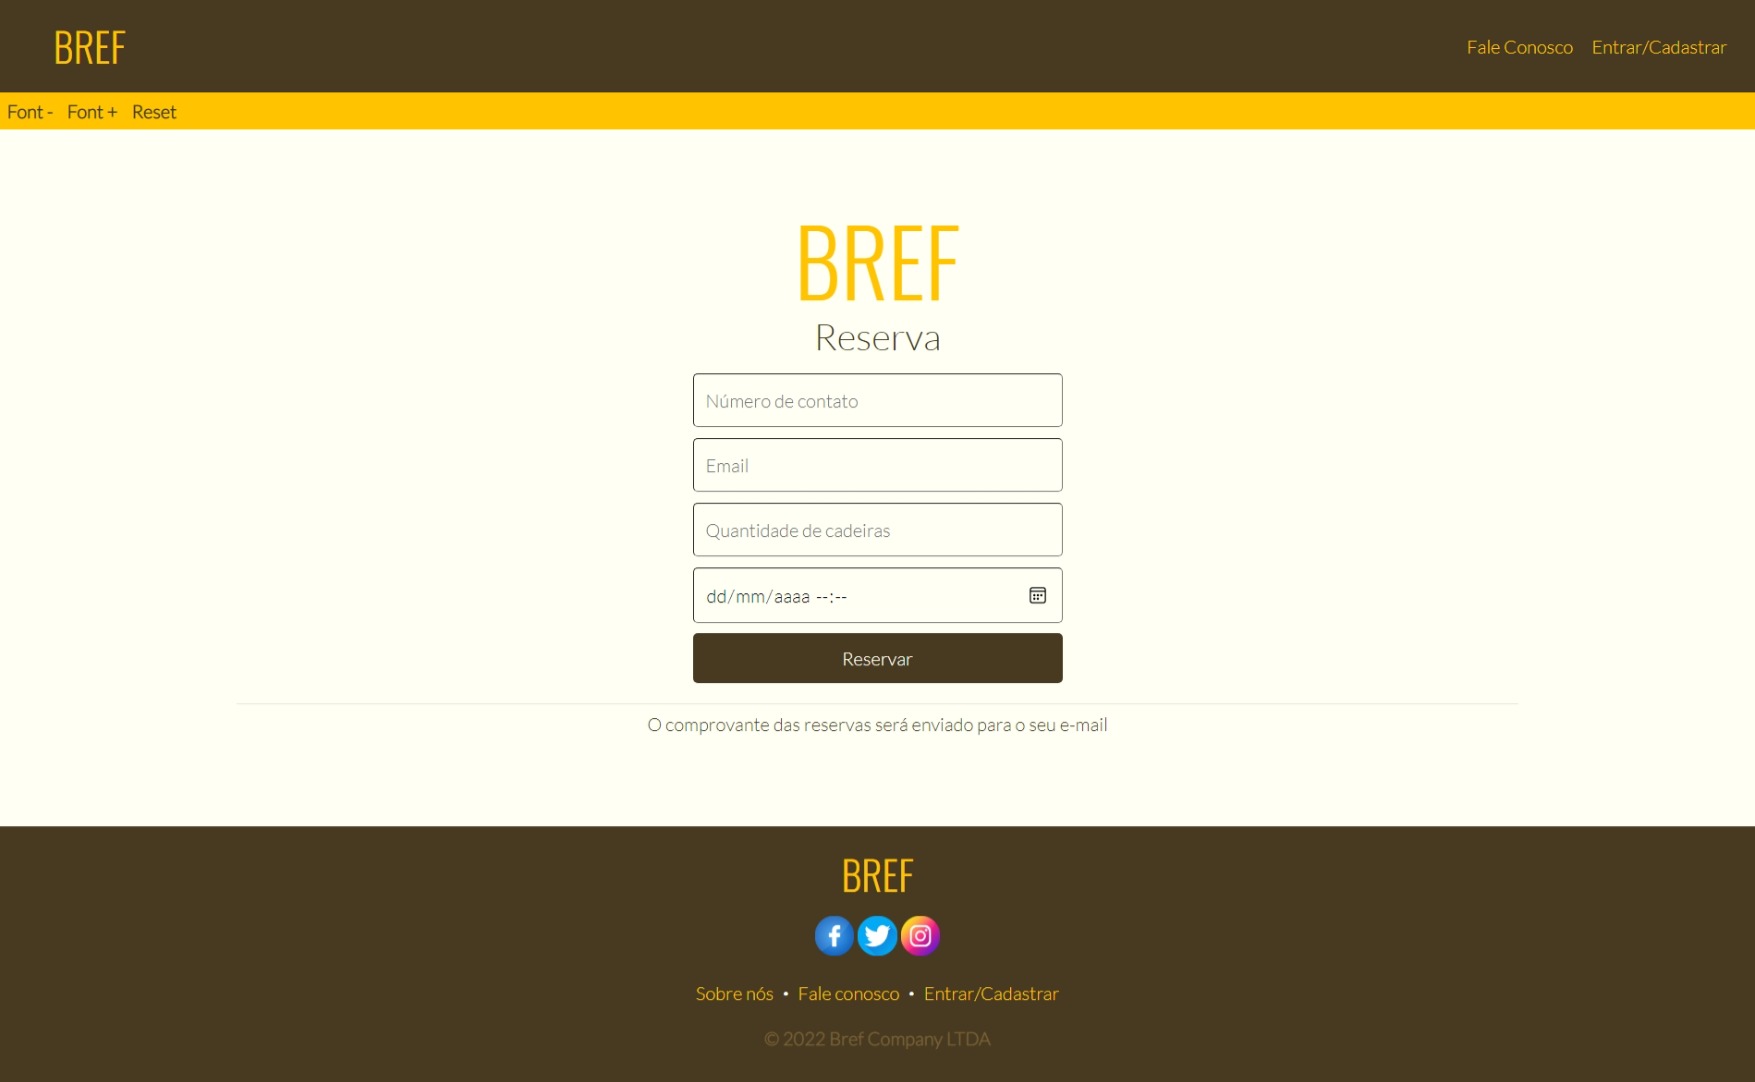 BREF
Fale Conosco Entrar/Cadastrar
Font - Font + Reset
BREF
Reserva
Número de contato
Email
Quantidade de cadeiras
dd/mm/aaaa --:--
Reservar
O comprovante das reservas será enviado para o seu e-mail
BREF
Sobre nós • Fale conosco • Entrar/Cadastrar
© 2022 Bref Company LTDA